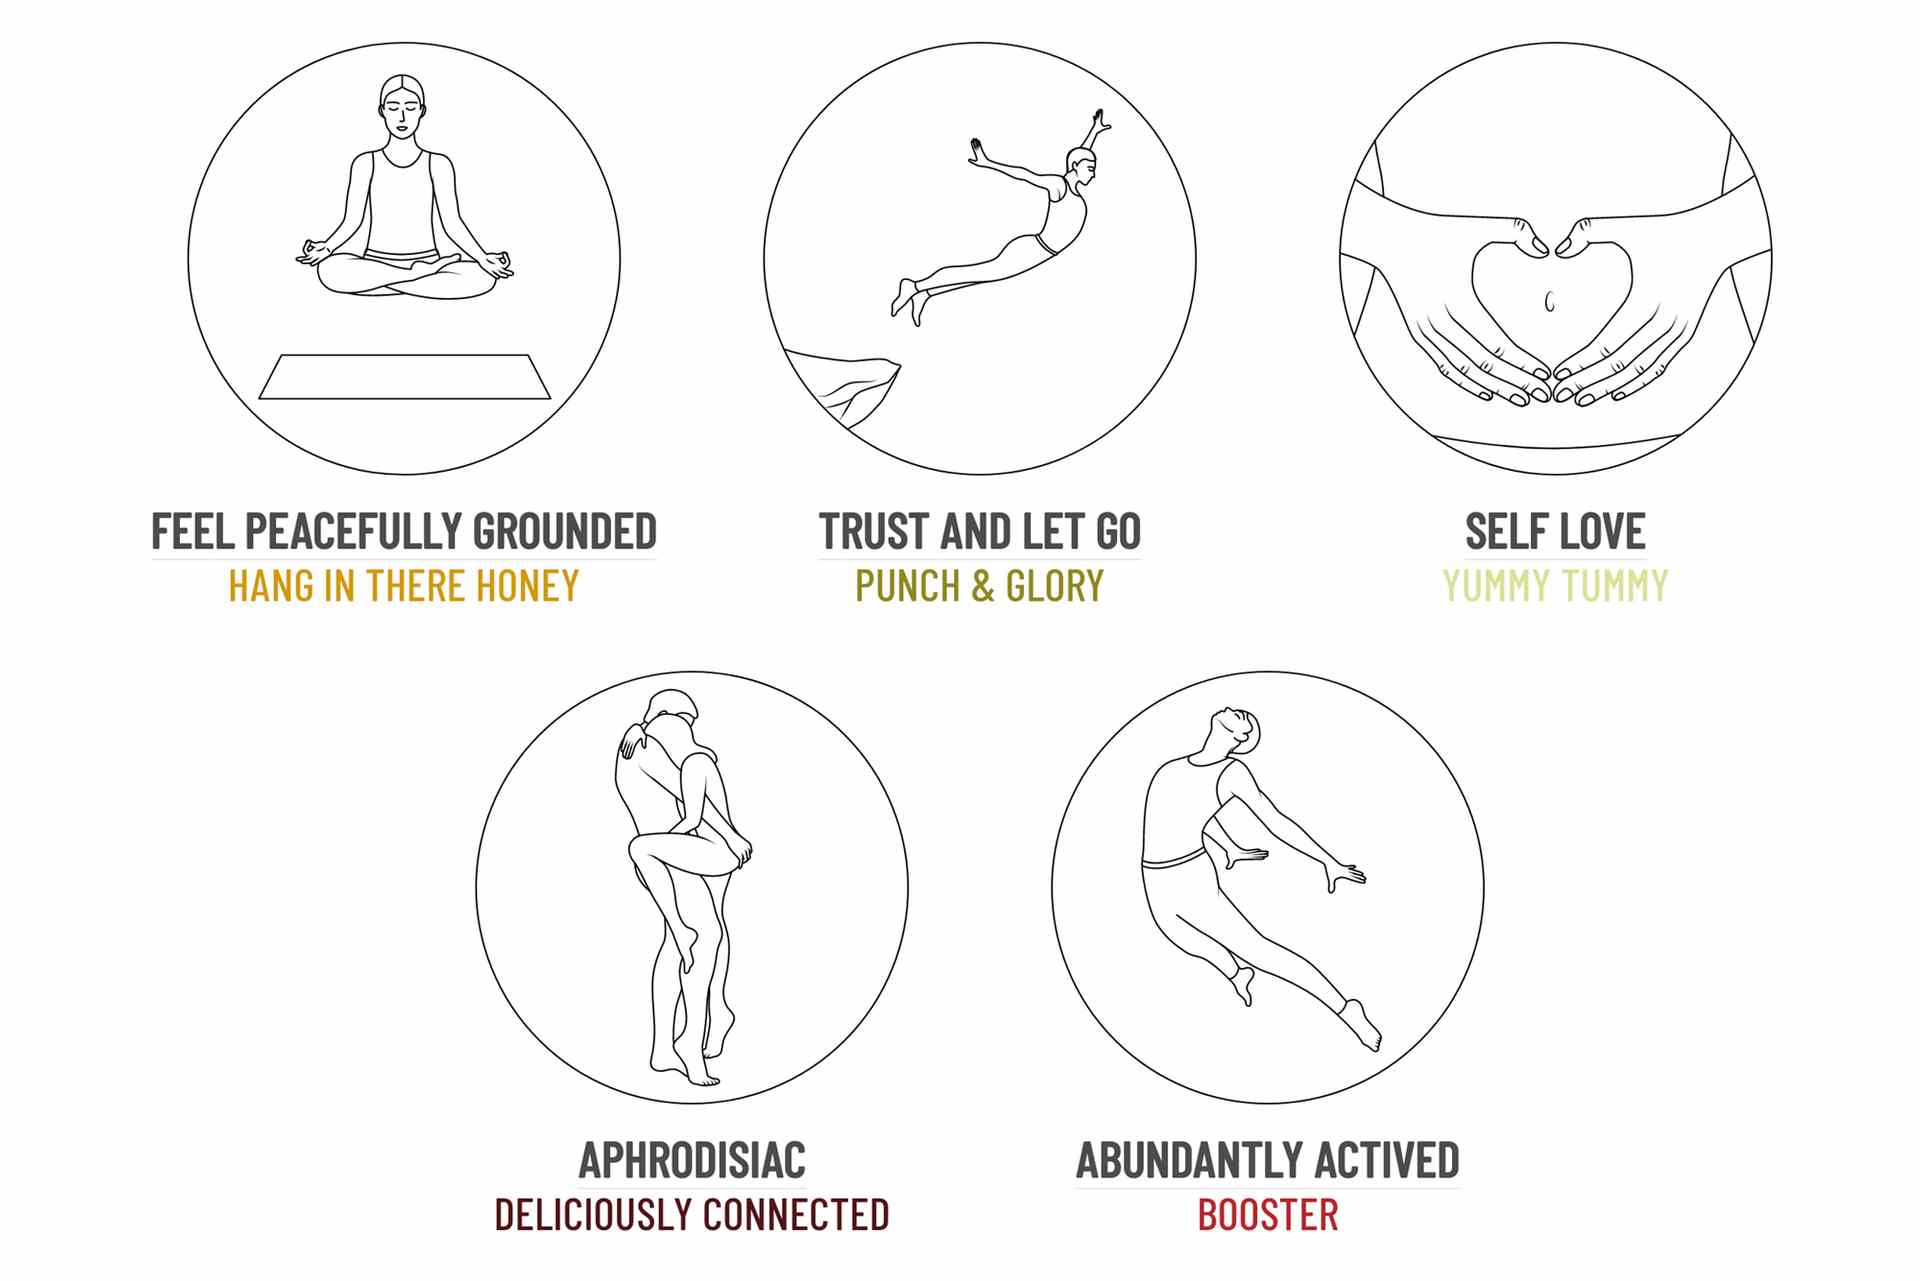 FEEL PEACEFULLY GROUNDED
HANG IN THERE HONEY
TRUST AND LET GO
PUNCH & GLORY
SELF LOVE
YUMMY TUMMY
APHRODISIAC
DELICIOUSLY CONNECTED
ABUNDANTLY ACTIVED
BOOSTER